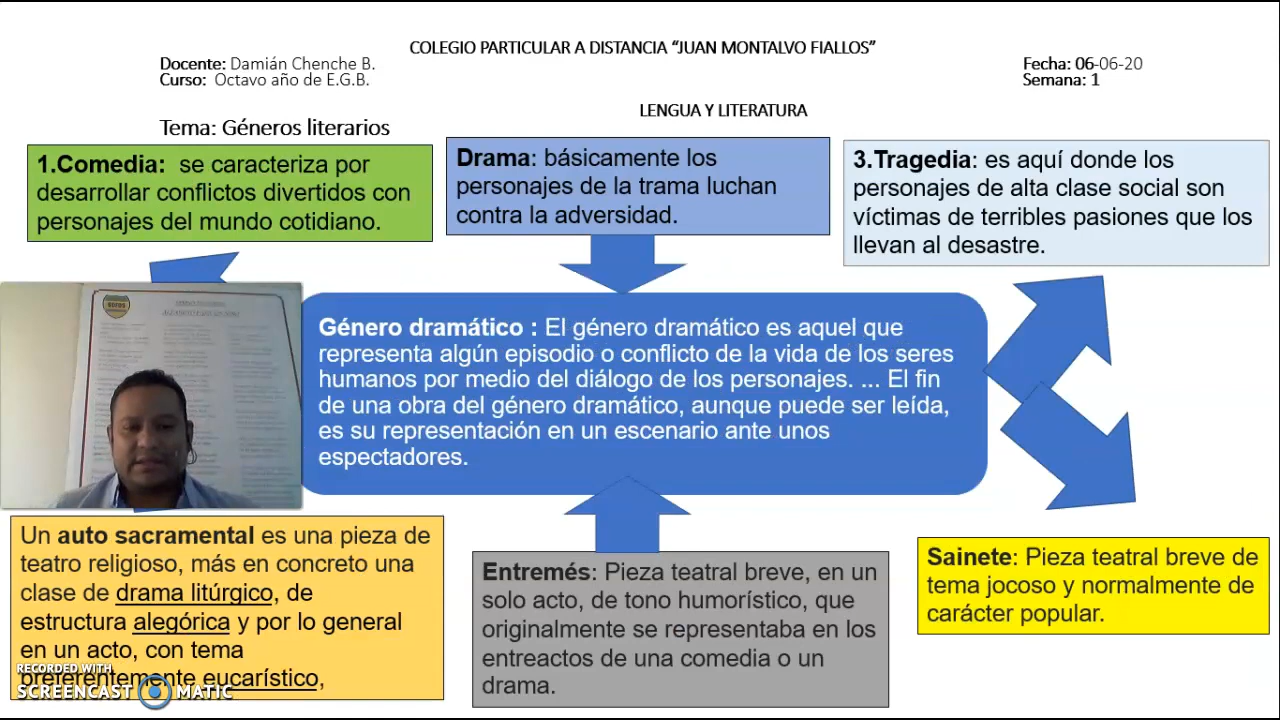 COLEGIO PARTICULAR A DISTANCIA “JUAN MONTALVO FIALLOS”
Docente: Damián Chenche B.
Curso: Octavo año de E.G.B.
Fecha: 06-06-20
Semana: 1
LENGUA Y LITERATURA
Tema: Géneros literarios
1.Comedia: se caracteriza por
desarrollar conflictos divertidos con
personajes del mundo cotidiano.
Drama: básicamente los
personajes de la trama luchan
contra la adversidad.
3.Tragedia: es aquí donde los
personajes de alta clase social son
víctimas de terribles pasiones que los
llevan al desastre.
Género dramático : El género dramático es aquel que
representa algún episodio o conflicto de la vida de los seres
humanos por medio del diálogo de los personajes. ... El fin
de una obra del género dramático, aunque puede ser leída,
es su representación en un escenario ante unos
espectadores.
Un auto sacramental es una pieza de
teatro religioso, más en concreto una
clase de drama litúrgico, de
estructura alegórica y por lo general
en un acto, con tema
preferentemente eucarístico,
Entremés: Pieza teatral breve, en un
solo acto, de tono humorístico, que
originalmente se representaba en los
entreactos de una comedia o un
drama.
Sainete: Pieza teatral breve de
tema jocoso y normalmente de
carácter popular.
RECORDED WITH
SCREENCAST MATIC